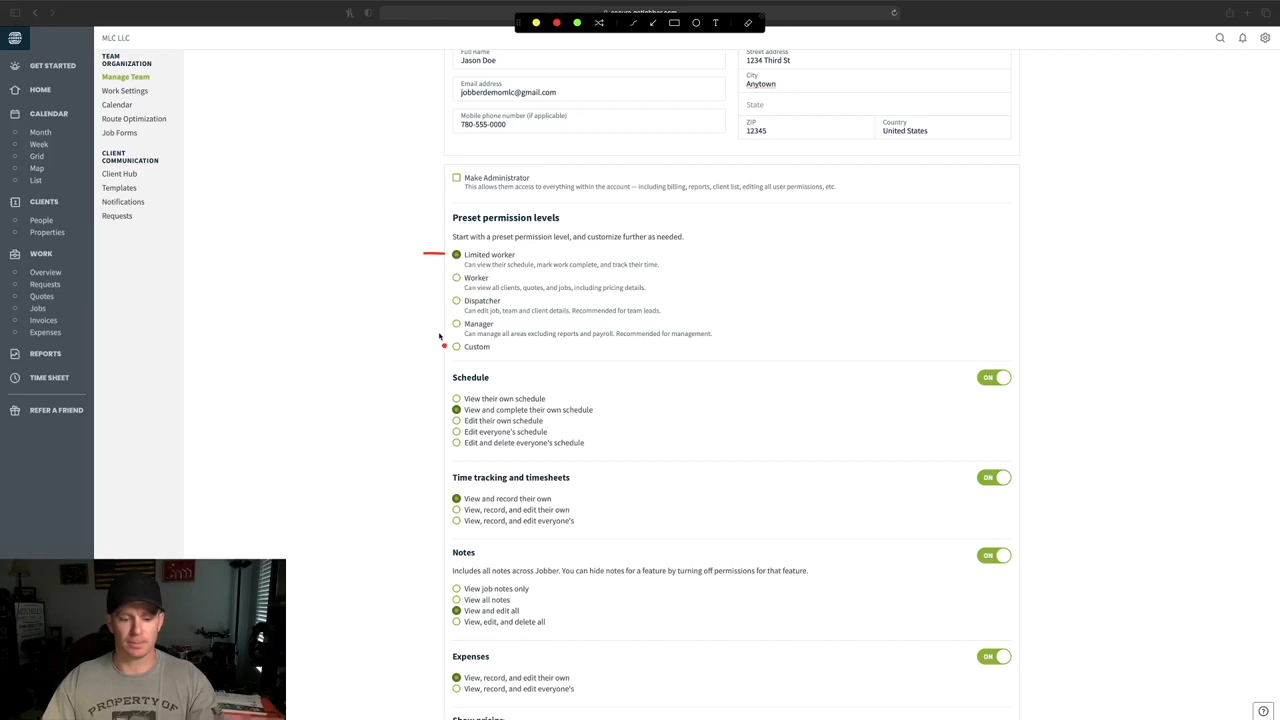 secure.getjobber.com
MLC LLC
TEAM
ORGANIZATION
Manage Team
Work Settings
Calendar
Route Optimization
Job Forms
CLIENT
COMMUNICATION
Client Hub
Templates
Notifications
Requests
GET STARTED
HOME
CALENDAR
Month
Week
Grid
Map
List
CLIENTS
People
Properties
WORK
Overview
Requests
Quotes
Jobs
Invoices
Expenses
REPORTS
TIME SHEET
REFER A FRIEND
Full name
Jason Doe
Email address
jobberdemomlc@gmail.com
Mobile phone number (if applicable)
780-555-0000
Street address
1234 Third St
City
Anytown
State
ZIP
12345
Country
United States
Make Administrator
This allows them access to everything within the account — including billing, reports, client list, editing all user permissions, etc.
Preset permission levels
Start with a preset permission level, and customize further as needed.
Limited worker
Can view their schedule, mark work complete, and track their time.
Worker
Can view all clients, quotes, and jobs, including pricing details.
Dispatcher
Can edit job, team and client details. Recommended for team leads.
Manager
Can manage all areas excluding reports and payroll. Recommended for management.
Custom
Schedule
ON
View their own schedule
View and complete their own schedule
Edit their own schedule
Edit everyone's schedule
Edit and delete everyone's schedule
Time tracking and timesheets
ON
View and record their own
View, record, and edit their own
View, record, and edit everyone's
Notes
ON
Includes all notes across Jobber. You can hide notes for a feature by turning off permissions for that feature.
View job notes only
View all notes
View and edit all
View, edit, and delete all
Expenses
ON
View, record, and edit their own
View, record, and edit everyone's
Show pricing
PROPERTY OF